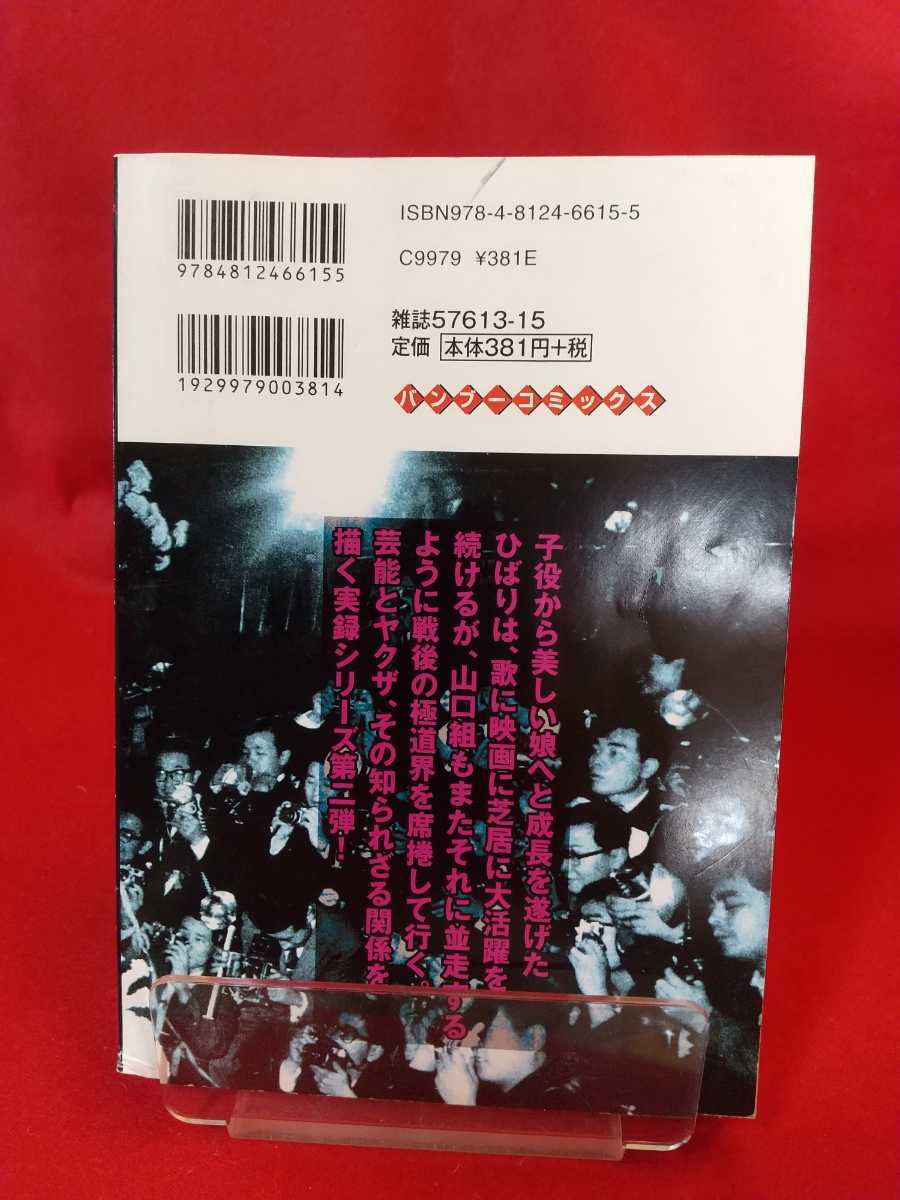 ISBN978-4-8124-6615-5
9784812466155
C9979 ¥381E
雑誌57613-15
定価 本体381円+税
1929979003814
バンブーコミックス
子役から美しい娘へと成長を遂げた
ひばりは、歌に映画に芝居に大活躍を
続けるが、山口組もまたそれに並走する
ように戦後の極道界を席捲して行く。
芸能とヤクザ、その知られざる関係を
描く実録シリーズ第二弾!